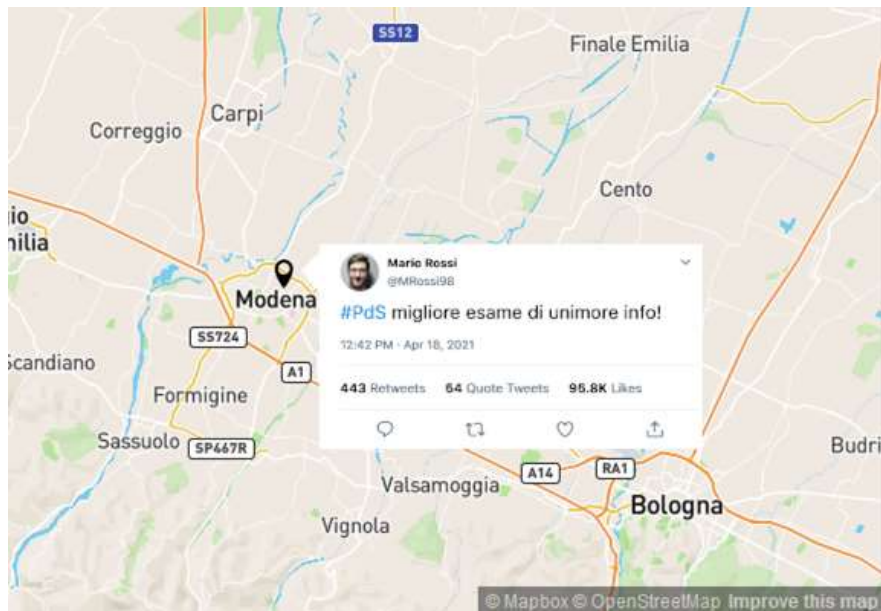 SS12
Finale Emilia
Carpi
Correggio
Cento
io
nilia
Modena
Mario Rossi
@MRossi98
#PdS migliore esame di unimore info!
12:42 PM · Apr 18, 2021
443 Retweets 64 Quote Tweets 95.8K Likes
SS724
Scandiano
A1
Formigine
Sassuolo
SP467R
Budri
A14
RA1
Valsamoggia
Bologna
Vignola
© Mapbox © OpenStreetMap Improve this map